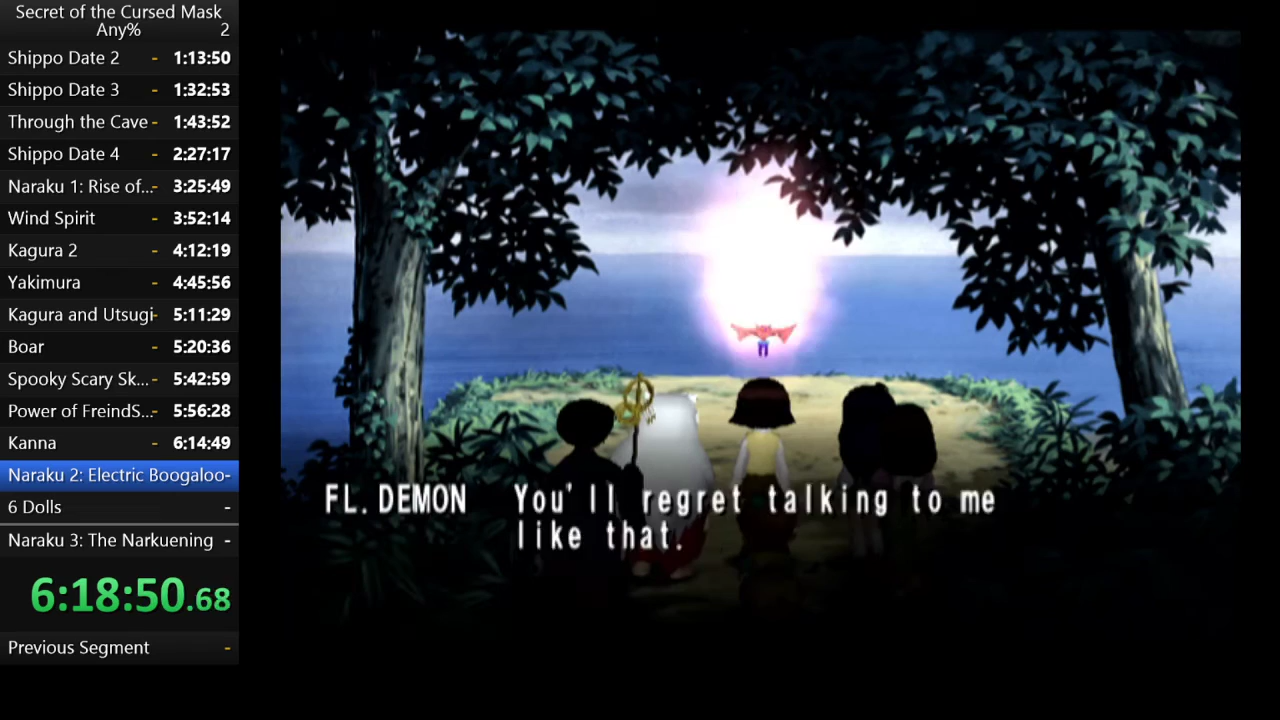 Secret of the Cursed Mask
Any% 2
Shippo Date 2 - 1:13:50
Shippo Date 3 - 1:32:53
Through the Cave - 1:43:52
Shippo Date 4 - 2:27:17
Naraku 1: Rise of... - 3:25:49
Wind Spirit - 3:52:14
Kagura 2 - 4:12:19
Yakimura - 4:45:56
Kagura and Utsugi - 5:11:29
Boar - 5:20:36
Spooky Scary Sk... - 5:42:59
Power of FreindS... - 5:56:28
Kanna - 6:14:49
Naraku 2: Electric Boogaloo -
6 Dolls -
Naraku 3: The Narkuening -
6:18:50.68
Previous Segment -
FL.DEMON You'll regret talking to me
like that.